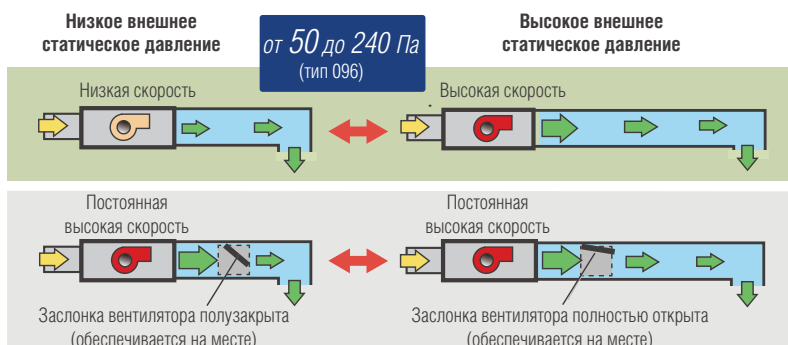 Низкое внешнее
статическое давление
от 50 до 240 Па
(тип 096)
Высокое внешнее
статическое давление
Низкая скорость
Высокая скорость
Постоянная
высокая скорость
Постоянная
высокая скорость
Заслонка вентилятора полузакрыта
(обеспечивается на месте)
Заслонка вентилятора полностью открыта
(обеспечивается на месте)